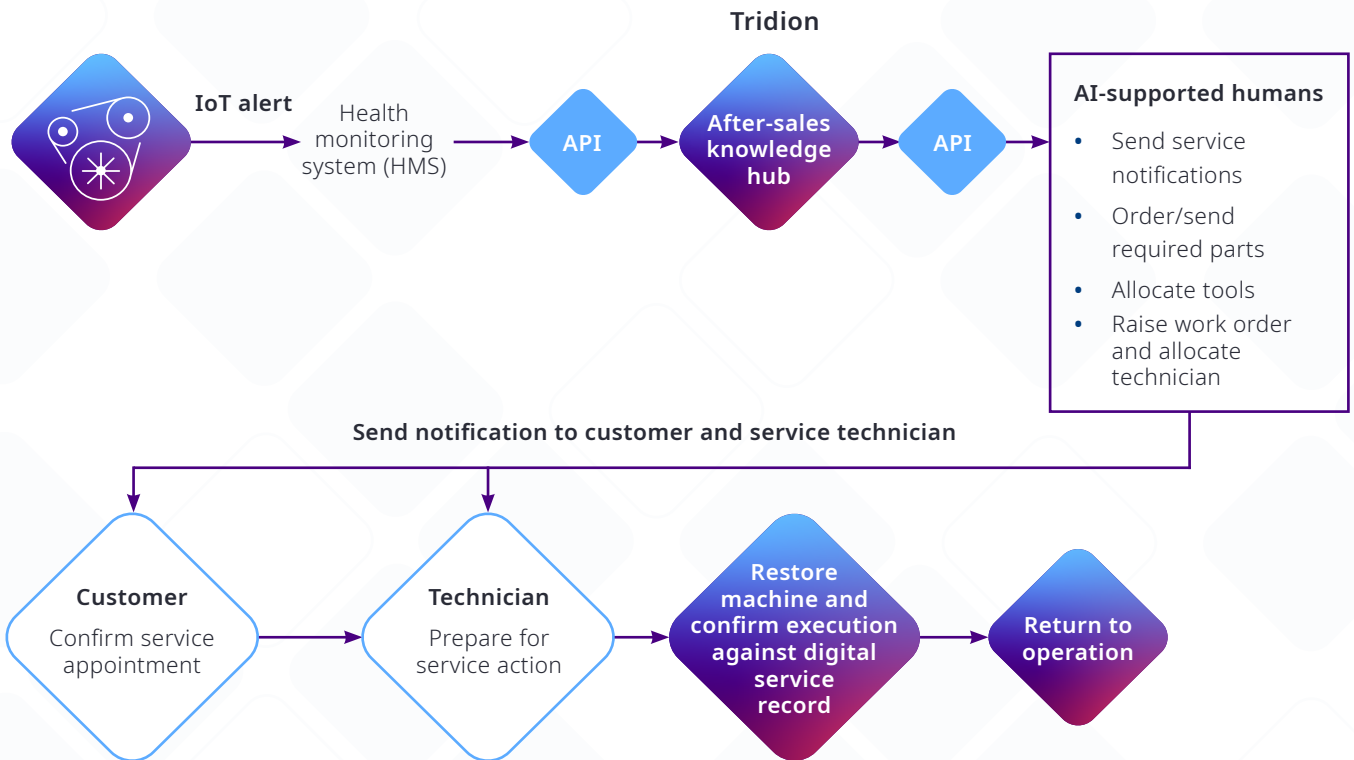 Tridion
IoT alert
Health
monitoring
system (HMS)
API
After-sales
knowledge
hub
API
AI-supported humans
• Send service
notifications
• Order/send
required parts
• Allocate tools
• Raise work order
and allocate
technician
Send notification to customer and service technician
Customer
Confirm service
appointment
Technician
Prepare for
service action
Restore
machine and
confirm execution
against digital
service
record
Return to
operation